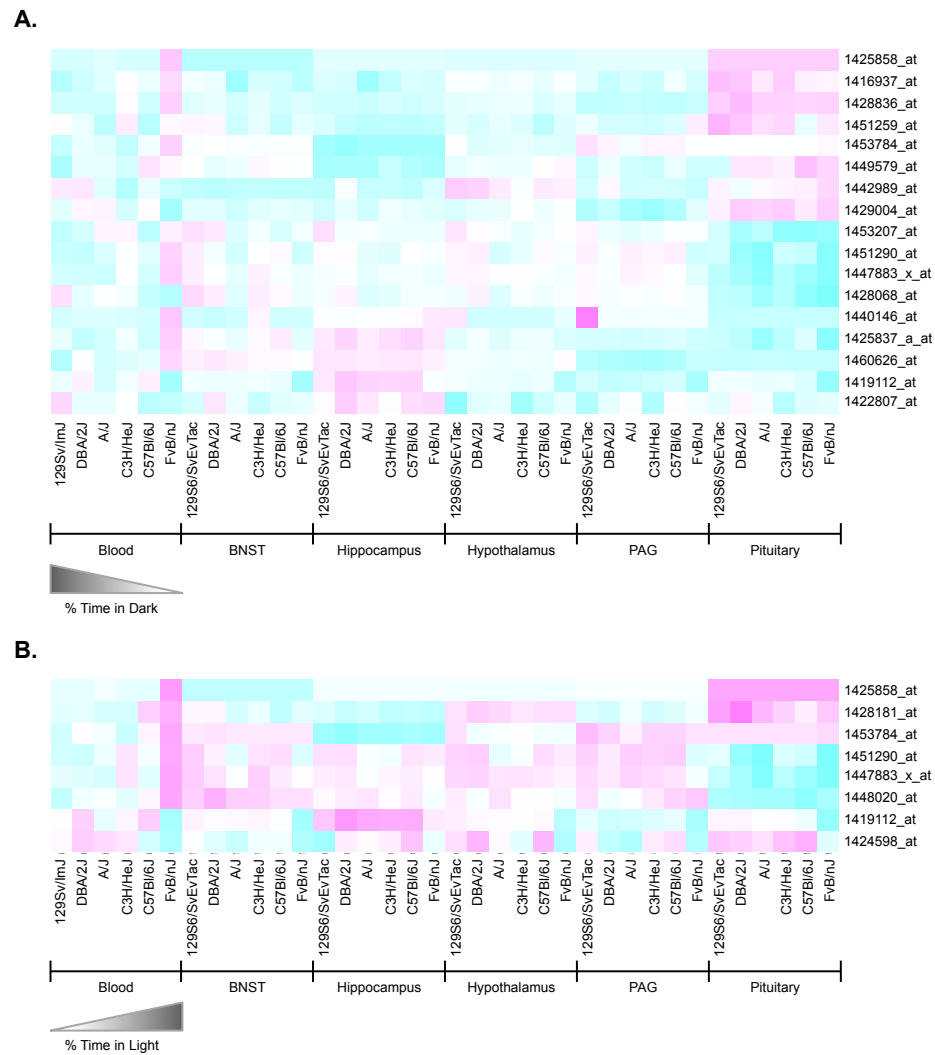 A.
1425858_at
1416937_at
1428836_at
1451259_at
1453784_at
1449579_at
1442989_at
1429004_at
1453207_at
1451290_at
1447883_x_at
1428068_at
1440146_at
1425837_a_at
1460626_at
1419112_at
1422807_at
129Sv/ImJ DBA/2J A/J C3H/HeJ C57Bl/6J FvB/nJ 129S6/SvEvTac DBA/2J A/J C3H/HeJ C57Bl/6J FvB/nJ 129S6/SvEvTac DBA/2J A/J C3H/HeJ C57Bl/6J FvB/nJ 129S6/SvEvTac DBA/2J A/J C3H/HeJ C57Bl/6J FvB/nJ 129S6/SvEvTac DBA/2J A/J C3H/HeJ C57Bl/6J FvB/nJ 129S6/SvEvTac DBA/2J A/J C3H/HeJ C57Bl/6J FvB/nJ
Blood BNST Hippocampus Hypothalamus PAG Pituitary
% Time in Dark
B.
1425858_at
1428181_at
1453784_at
1451290_at
1447883_x_at
1448020_at
1419112_at
1424598_at
129Sv/ImJ DBA/2J A/J C3H/HeJ C57Bl/6J FvB/nJ 129S6/SvEvTac DBA/2J A/J C3H/HeJ C57Bl/6J FvB/nJ 129S6/SvEvTac DBA/2J A/J C3H/HeJ C57Bl/6J FvB/nJ 129S6/SvEvTac DBA/2J A/J C3H/HeJ C57Bl/6J FvB/nJ 129S6/SvEvTac DBA/2J A/J C3H/HeJ C57Bl/6J FvB/nJ 129S6/SvEvTac DBA/2J A/J C3H/HeJ C57Bl/6J FvB/nJ
Blood BNST Hippocampus Hypothalamus PAG Pituitary
% Time in Light